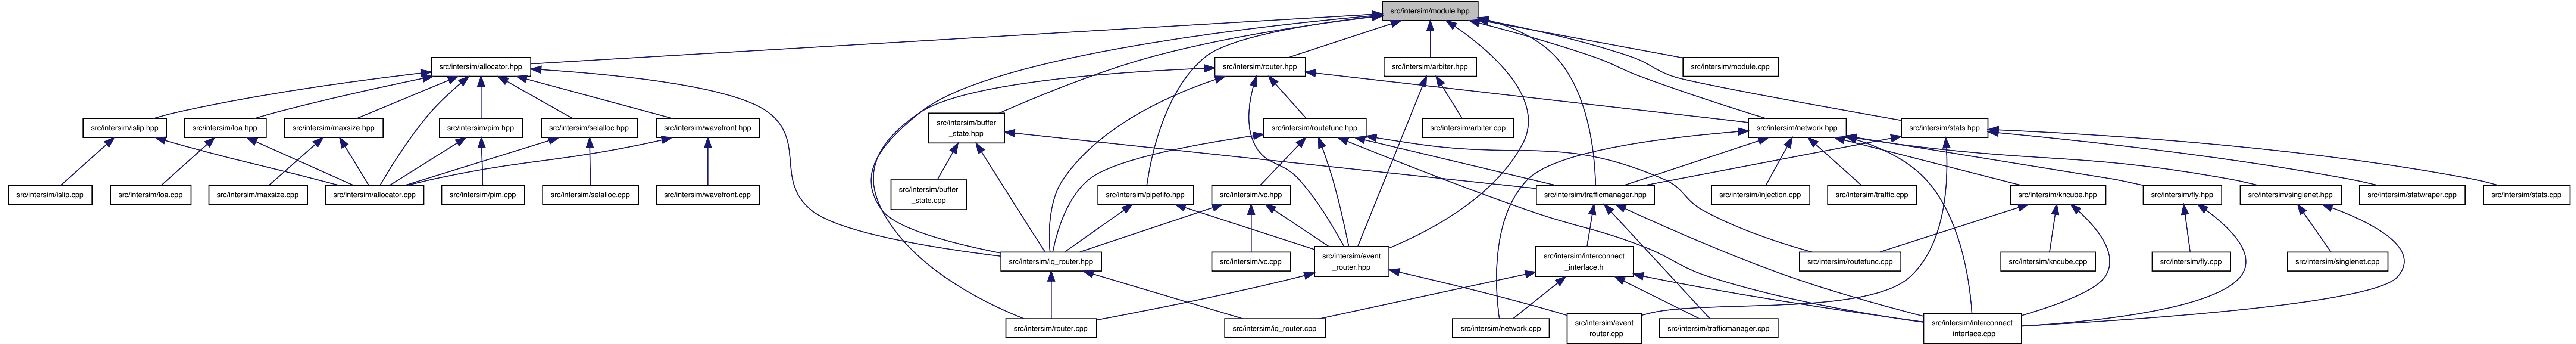 src/intersim/module.hpp
src/intersim/allocator.hpp
src/intersim/router.hpp
src/intersim/arbiter.hpp
src/intersim/module.cpp
src/intersim/islip.hpp
src/intersim/loa.hpp
src/intersim/maxsize.hpp
src/intersim/pim.hpp
src/intersim/selalloc.hpp
src/intersim/wavefront.hpp
src/intersim/buffer
_state.hpp
src/intersim/routefunc.hpp
src/intersim/arbiter.cpp
src/intersim/network.hpp
src/intersim/stats.hpp
src/intersim/islip.cpp
src/intersim/loa.cpp
src/intersim/maxsize.cpp
src/intersim/allocator.cpp
src/intersim/pim.cpp
src/intersim/selalloc.cpp
src/intersim/wavefront.cpp
src/intersim/buffer
_state.cpp
src/intersim/pipefifo.hpp
src/intersim/vc.hpp
src/intersim/trafficmanager.hpp
src/intersim/injection.cpp
src/intersim/traffic.cpp
src/intersim/kncube.hpp
src/intersim/fly.hpp
src/intersim/singlenet.hpp
src/intersim/statwraper.cpp
src/intersim/stats.cpp
src/intersim/iq_router.hpp
src/intersim/vc.cpp
src/intersim/event
_router.hpp
src/intersim/interconnect
_interface.h
src/intersim/routefunc.cpp
src/intersim/kncube.cpp
src/intersim/fly.cpp
src/intersim/singlenet.cpp
src/intersim/router.cpp
src/intersim/iq_router.cpp
src/intersim/network.cpp
src/intersim/event
_router.cpp
src/intersim/trafficmanager.cpp
src/intersim/interconnect
_interface.cpp